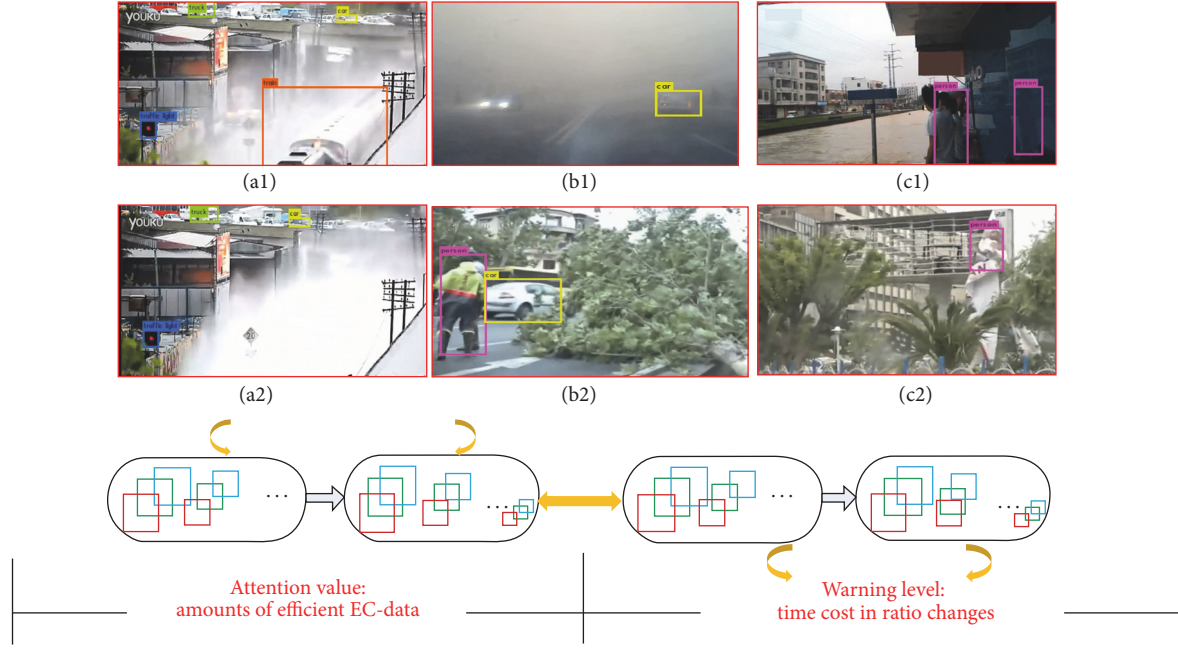 truck
car
YOUKU
train
traffic light
(a1)
car
(b1)
person
person
(c1)
truck
car
YOUKU
traffic light
20
(a2)
person
car
(b2)
person
(c2)
...
...
...
...
Attention value:
amounts of efficient EC-data
Warning level:
time cost in ratio changes